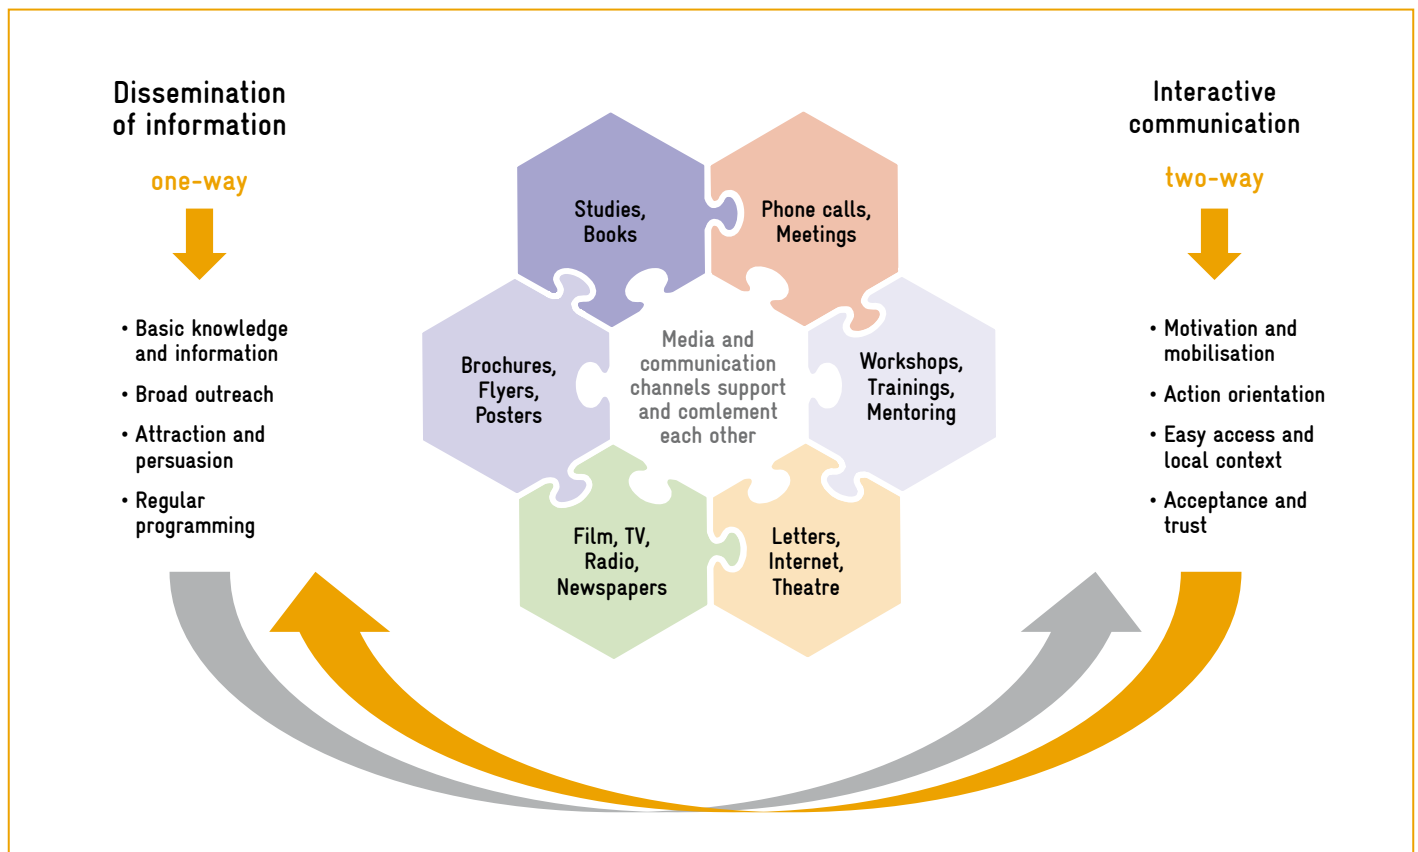 Dissemination
of information
one-way
• Basic knowledge
and information
• Broad outreach
• Attraction and
persuasion
• Regular
programming
Studies,
Books
Phone calls,
Meetings
Brochures,
Flyers,
Posters
Media and
communication
channels support
and comlement
each other
Workshops,
Trainings,
Mentoring
Film, TV,
Radio,
Newspapers
Letters,
Internet,
Theatre
Interactive
communication
two-way
• Motivation and
mobilisation
• Action orientation
• Easy access and
local context
• Acceptance and
trust